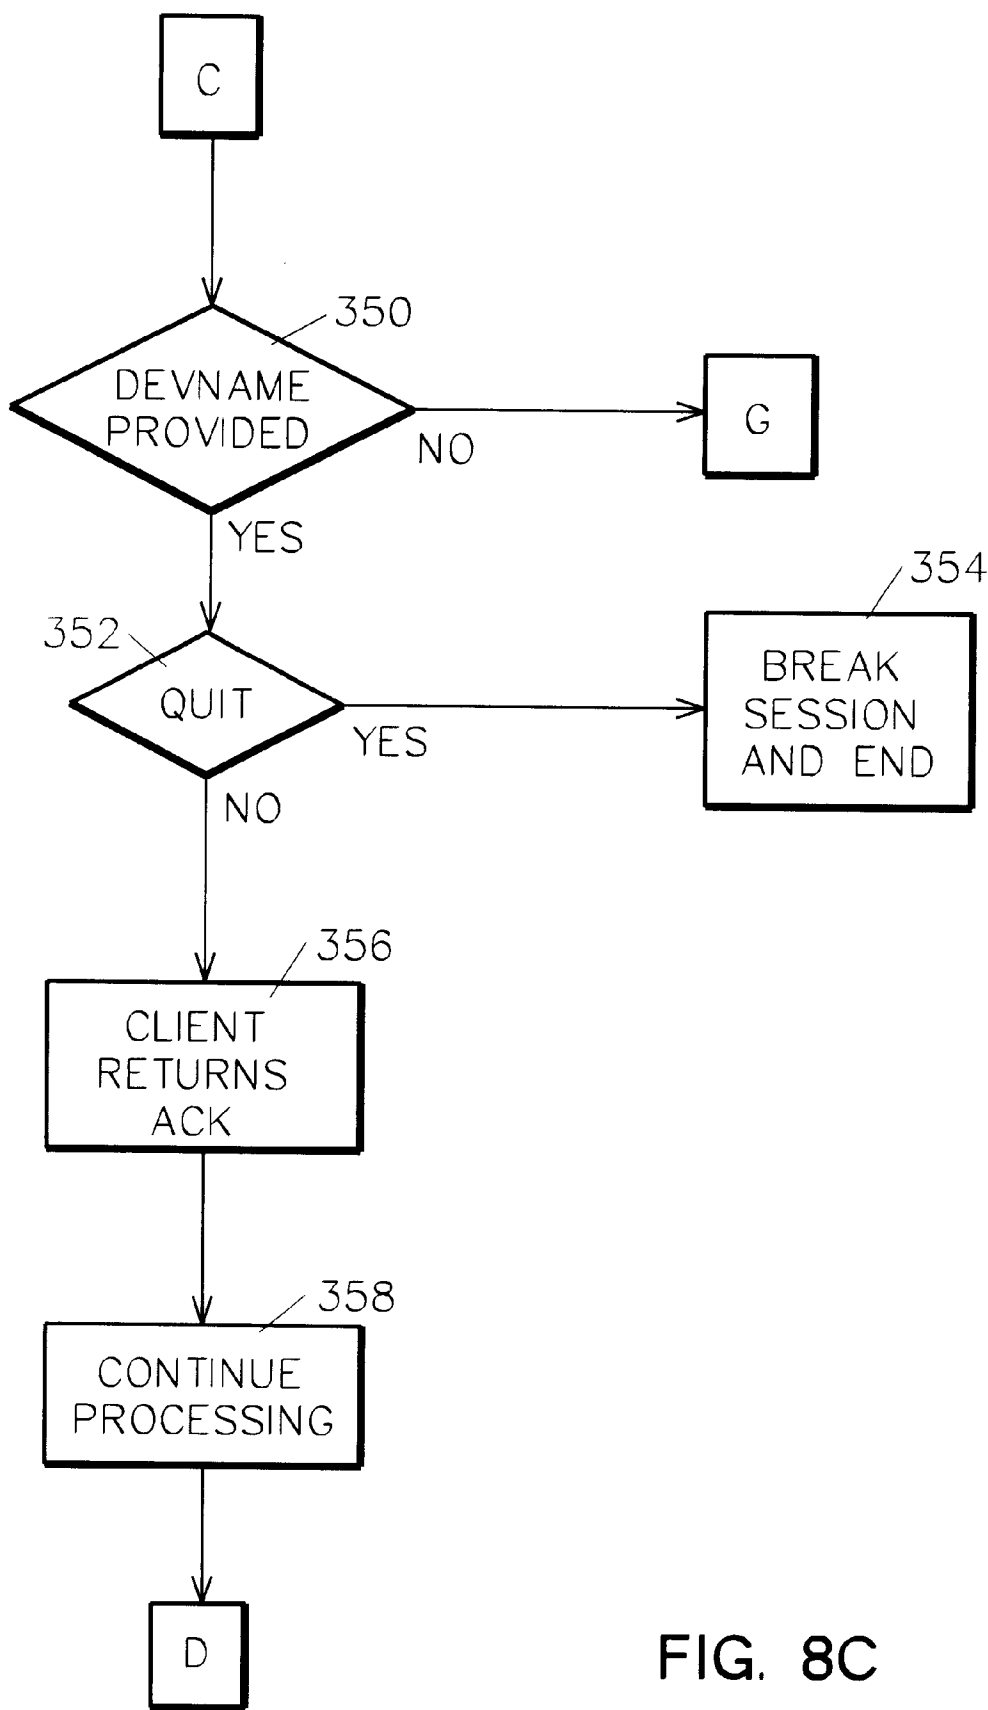 C
350
DEVNAME
PROVIDED
NO
G
YES
352
QUIT
YES
354
BREAK
SESSION
AND END
NO
356
CLIENT
RETURNS
ACK
358
CONTINUE
PROCESSING
D
FIG. 8C